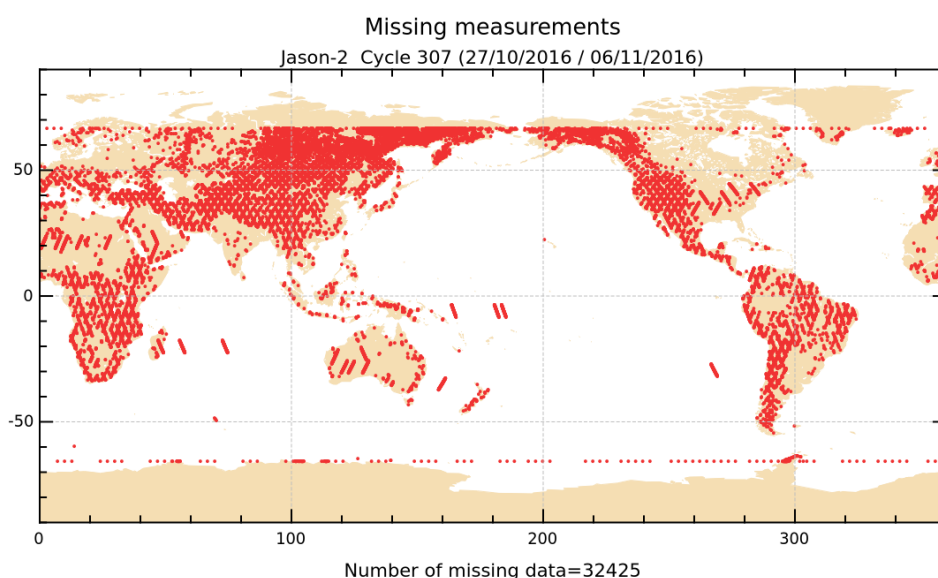 Missing measurements
Jason-2 Cycle 307 (27/10/2016 / 06/11/2016)
50
0
-50
0 100 200 300
Number of missing data=32425